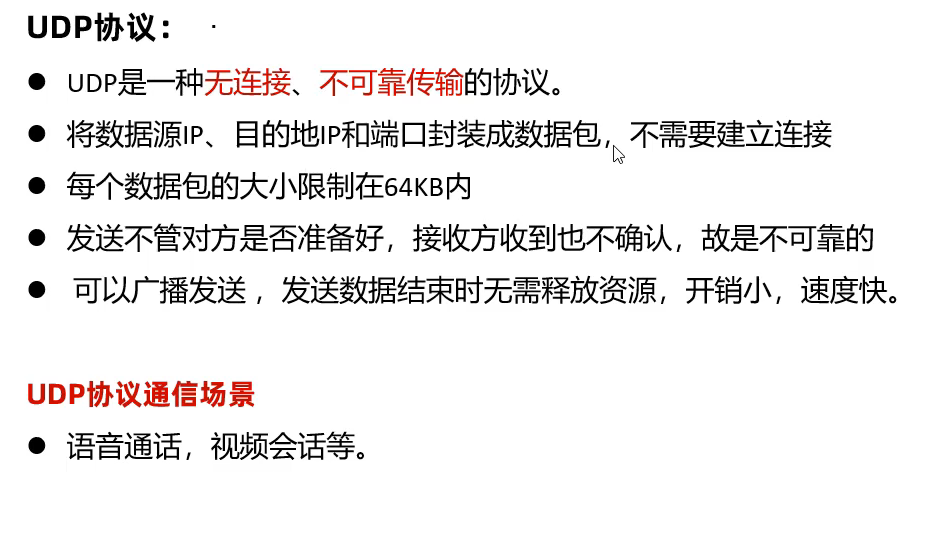 UDP协议：
● UDP是一种无连接、不可靠传输的协议。
● 将数据源IP、目的地IP和端口封装成数据包，不需要建立连接
● 每个数据包的大小限制在64KB内
● 发送不管对方是否准备好，接收方收到也不确认，故是不可靠的
● 可以广播发送 ，发送数据结束时无需释放资源，开销小，速度快。
UDP协议通信场景
● 语音通话，视频会话等。